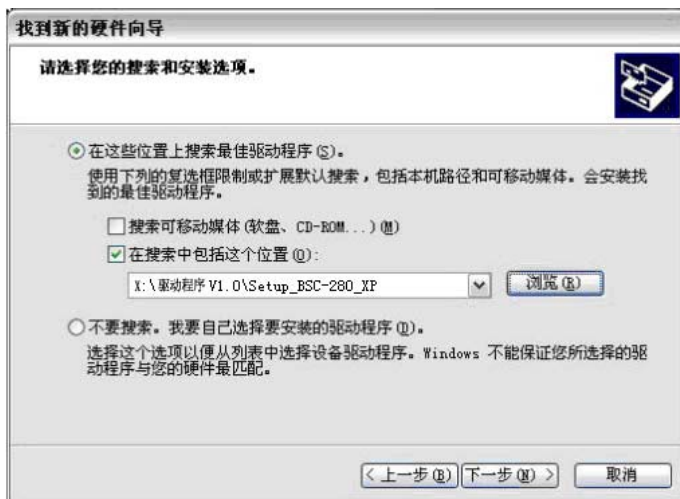 找到新的硬件向导
请选择您的搜索和安装选项。
在这些位置上搜索最佳驱动程序(S)。
使用下列的复选框限制或扩展默认搜索，包括本机路径和可移动媒体。会安装找
到的最佳驱动程序。
搜索可移动媒体(软盘、CD-ROM...)(M)
在搜索中包括这个位置(O):
X:\驱动程序V1.0\Setup_BSC-280_XP
浏览(R)
不要搜索。我要自己选择要安装的驱动程序(D)。
选择这个选项以便从列表中选择设备驱动程序。Windows 不能保证您所选择的驱
动程序与您的硬件最匹配。
<上一步(B) 下一步(N)> 取消